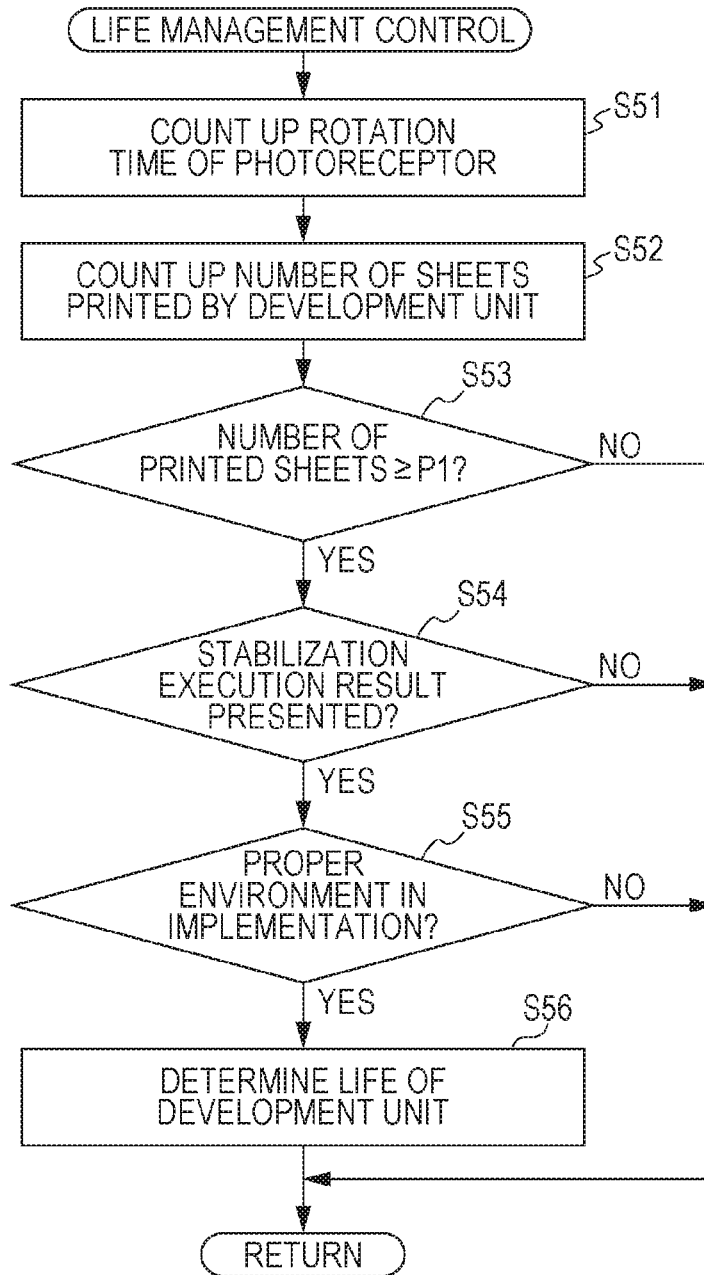 LIFE MANAGEMENT CONTROL
S51
COUNT UP ROTATION
TIME OF PHOTORECEPTOR
S52
COUNT UP NUMBER OF SHEETS
PRINTED BY DEVELOPMENT UNIT
S53
NUMBER OF
PRINTED SHEETS ≥ P1?
NO
YES
S54
STABILIZATION
EXECUTION RESULT
PRESENTED?
NO
YES
S55
PROPER
ENVIRONMENT IN
IMPLEMENTATION?
NO
YES
S56
DETERMINE LIFE OF
DEVELOPMENT UNIT
RETURN